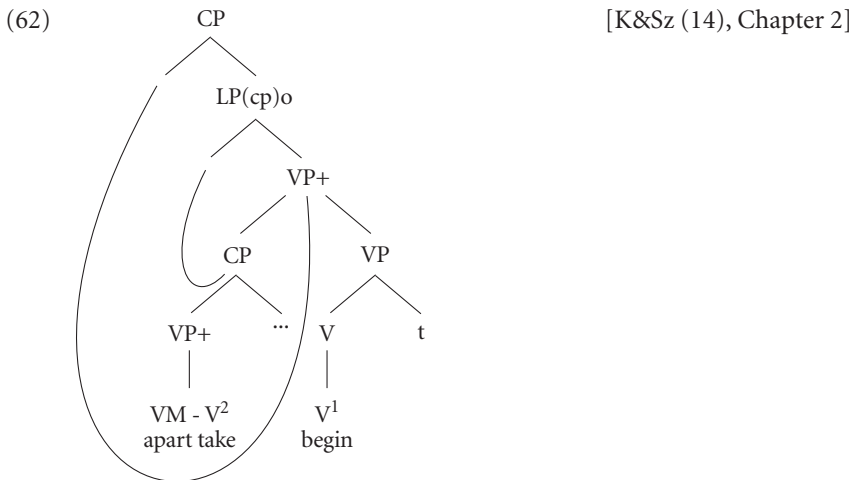 (62) CP [K&Sz (14), Chapter 2]
LP(cp)o
VP+
CP VP
VP+ ... V t
VM - V² V¹
apart take begin